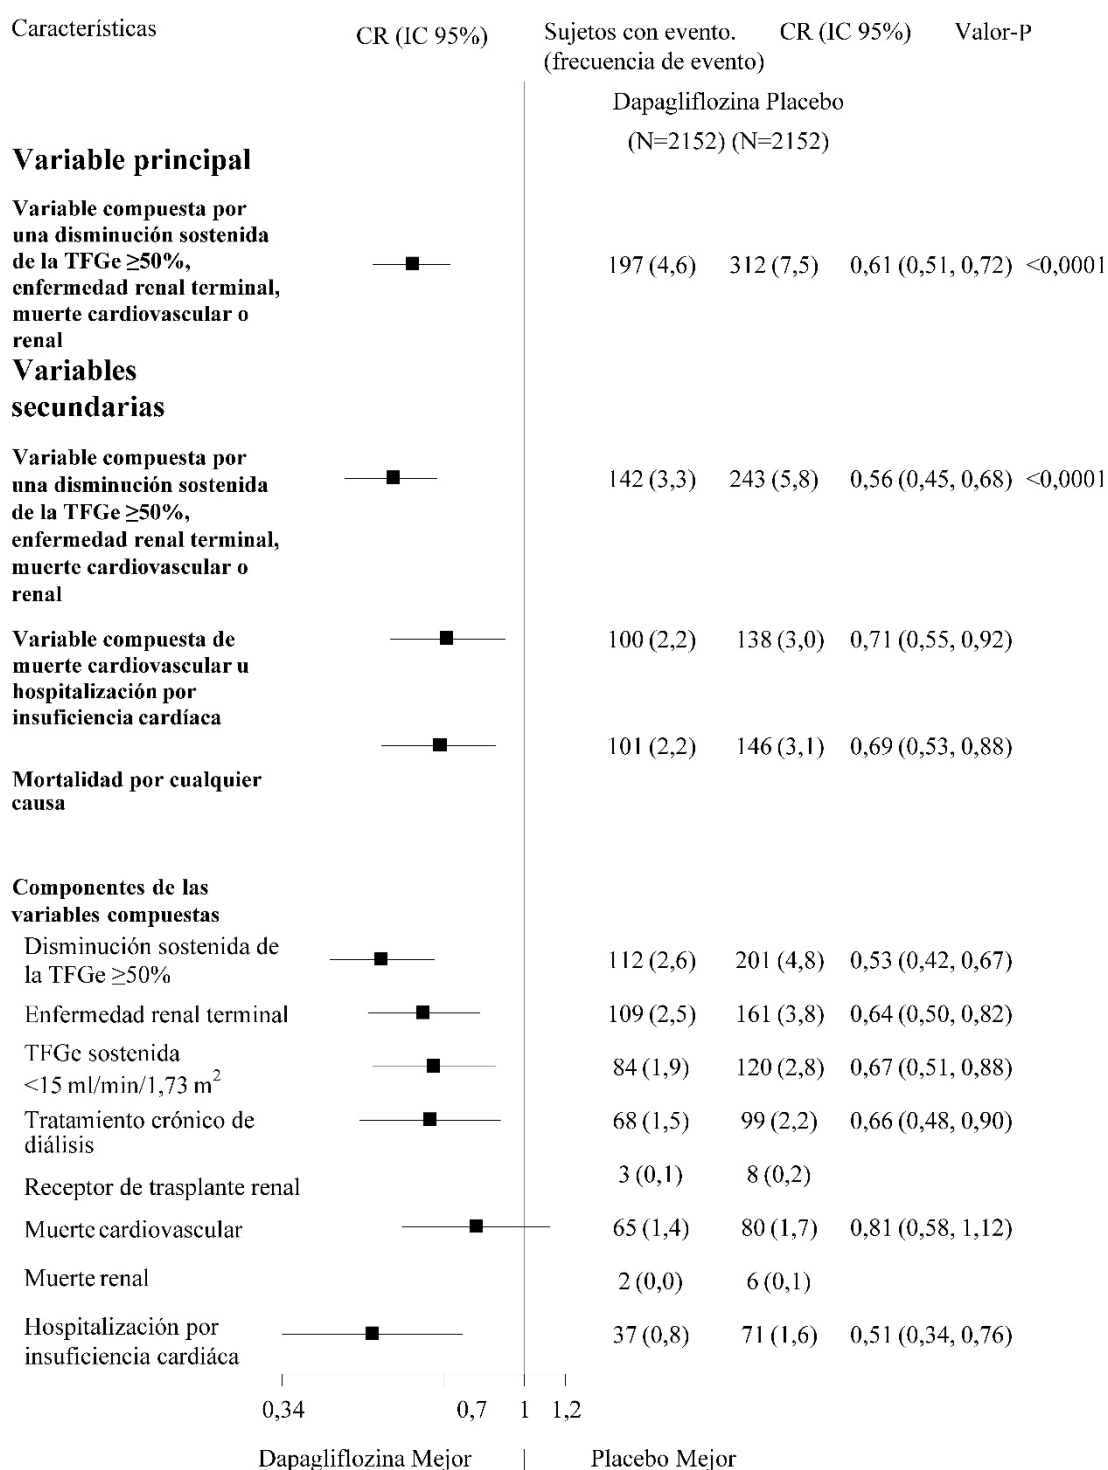 Características CR (IC 95%) Sujetos con evento. CR (IC 95%) Valor-P
(frecuencia de evento)
Dapagliflozina Placebo
(N=2152) (N=2152)
Variable principal
Variable compuesta por
una disminución sostenida
de la TFGe ≥50%, 197 (4,6) 312 (7,5) 0,61 (0,51, 0,72) <0,0001
enfermedad renal terminal,
muerte cardiovascular o
renal
Variables
secundarias
Variable compuesta por
una disminución sostenida 142 (3,3) 243 (5,8) 0,56 (0,45, 0,68) <0,0001
de la TFGe ≥50%,
enfermedad renal terminal,
muerte cardiovascular o
renal
Variable compuesta de 100 (2,2) 138 (3,0) 0,71 (0,55, 0,92)
muerte cardiovascular u
hospitalización por
insuficiencia cardíaca
101 (2,2) 146 (3,1) 0,69 (0,53, 0,88)
Mortalidad por cualquier
causa
Componentes de las
variables compuestas
Disminución sostenida de
la TFGe ≥50% 112 (2,6) 201 (4,8) 0,53 (0,42, 0,67)
Enfermedad renal terminal 109 (2,5) 161 (3,8) 0,64 (0,50, 0,82)
TFGe sostenida
<15 ml/min/1,73 m² 84 (1,9) 120 (2,8) 0,67 (0,51, 0,88)
Tratamiento crónico de 68 (1,5) 99 (2,2) 0,66 (0,48, 0,90)
diálisis
3 (0,1) 8 (0,2)
Receptor de trasplante renal
Muerte cardiovascular 65 (1,4) 80 (1,7) 0,81 (0,58, 1,12)
Muerte renal 2 (0,0) 6 (0,1)
Hospitalización por 37 (0,8) 71 (1,6) 0,51 (0,34, 0,76)
insuficiencia cardiáca
0,34 0,7 1 1,2
Dapagliflozina Mejor | Placebo Mejor